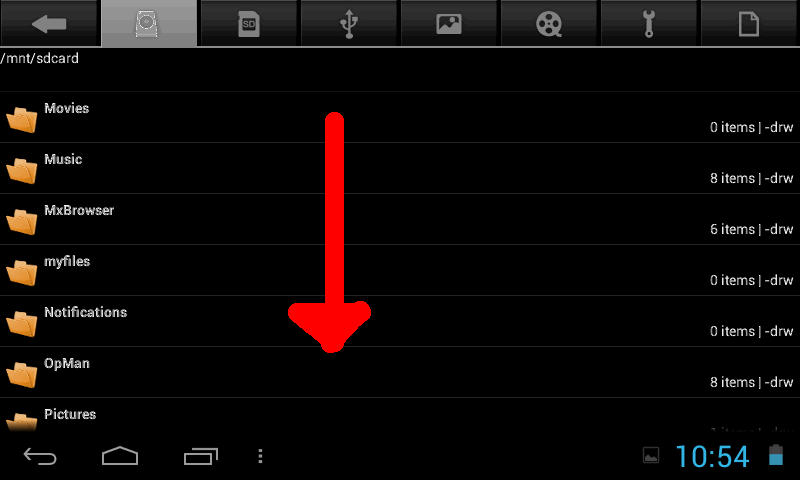 SD
/mnt/sdcard
Movies
0 items | -drw
Music
8 items | -drw
MxBrowser
6 items | -drw
myfiles
0 items | -drw
Notifications
0 items | -drw
OpMan
8 items | -drw
Pictures
10:54